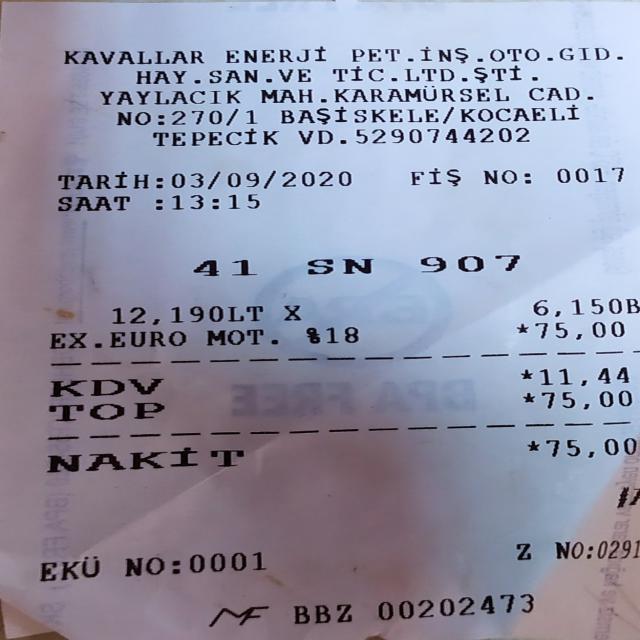 KAVALLAR ENERJİ PET.İNŞ.OTO.GID.
HAY.SAN.VE TİC.LTD.ŞTİ.
YAYLACIK MAH.KARAMÜRSEL CAD.
NO:270/1 BAŞİSKELE/KOCAELİ
TEPECİK VD.5290744202
TARİH:03/09/2020 FİŞ NO: 0017
SAAT :13:15
41 SN 907
12,190LT X 6,150B
EX.EURO MOT. %18 *75,00
KDV *11,44
TOP *75,00
NAKİT *75,00
EKÜ NO:0001 Z NO:0291
MF BBZ 00202473
BPA FREE